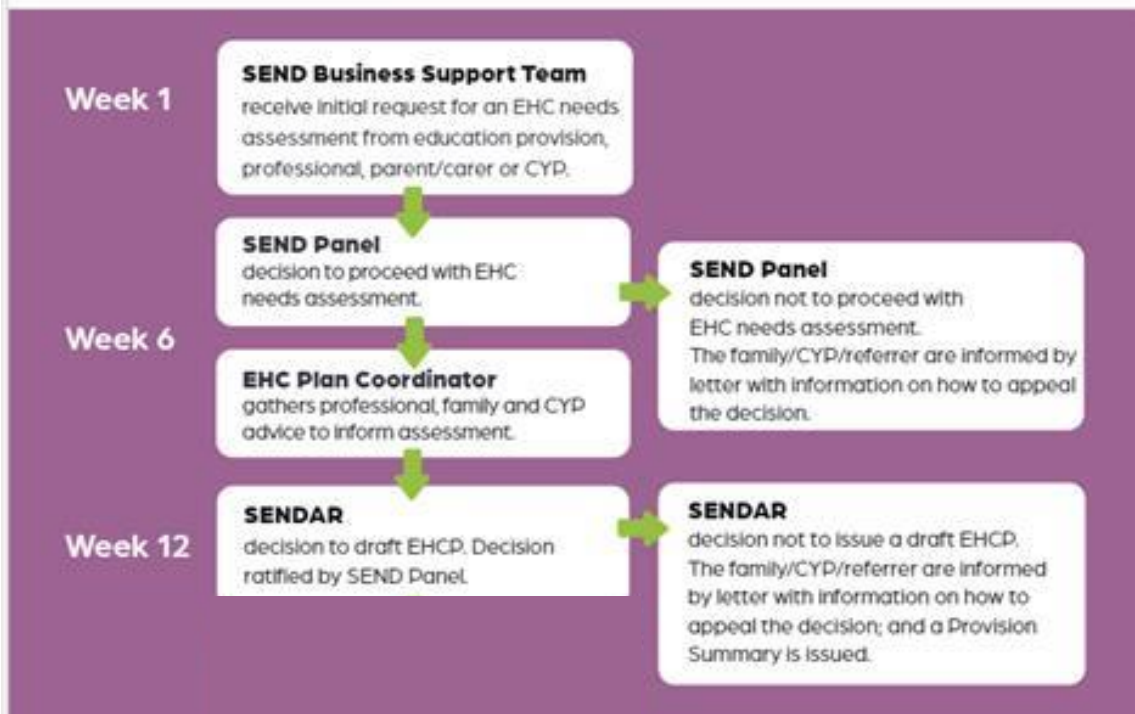 Week 1
SEND Business Support Team
receive initial request for an EHC needs
assessment from education provision,
professional, parent/carer or CYP.
SEND Panel
decision to proceed with EHC
needs assessment.
SEND Panel
decision not to proceed with
EHC needs assessment.
The family/CYP/referrer are informed by
letter with information on how to appeal
the decision.
Week 6
EHC Plan Coordinator
gathers professional, family and CYP
advice to inform assessment.
Week 12
SENDAR
decision to draft EHCP. Decision
ratified by SEND Panel.
SENDAR
decision not to issue a draft EHCP.
The family/CYP/referrer are informed
by letter with information on how to
appeal the decision; and a Provision
Summary is issued.